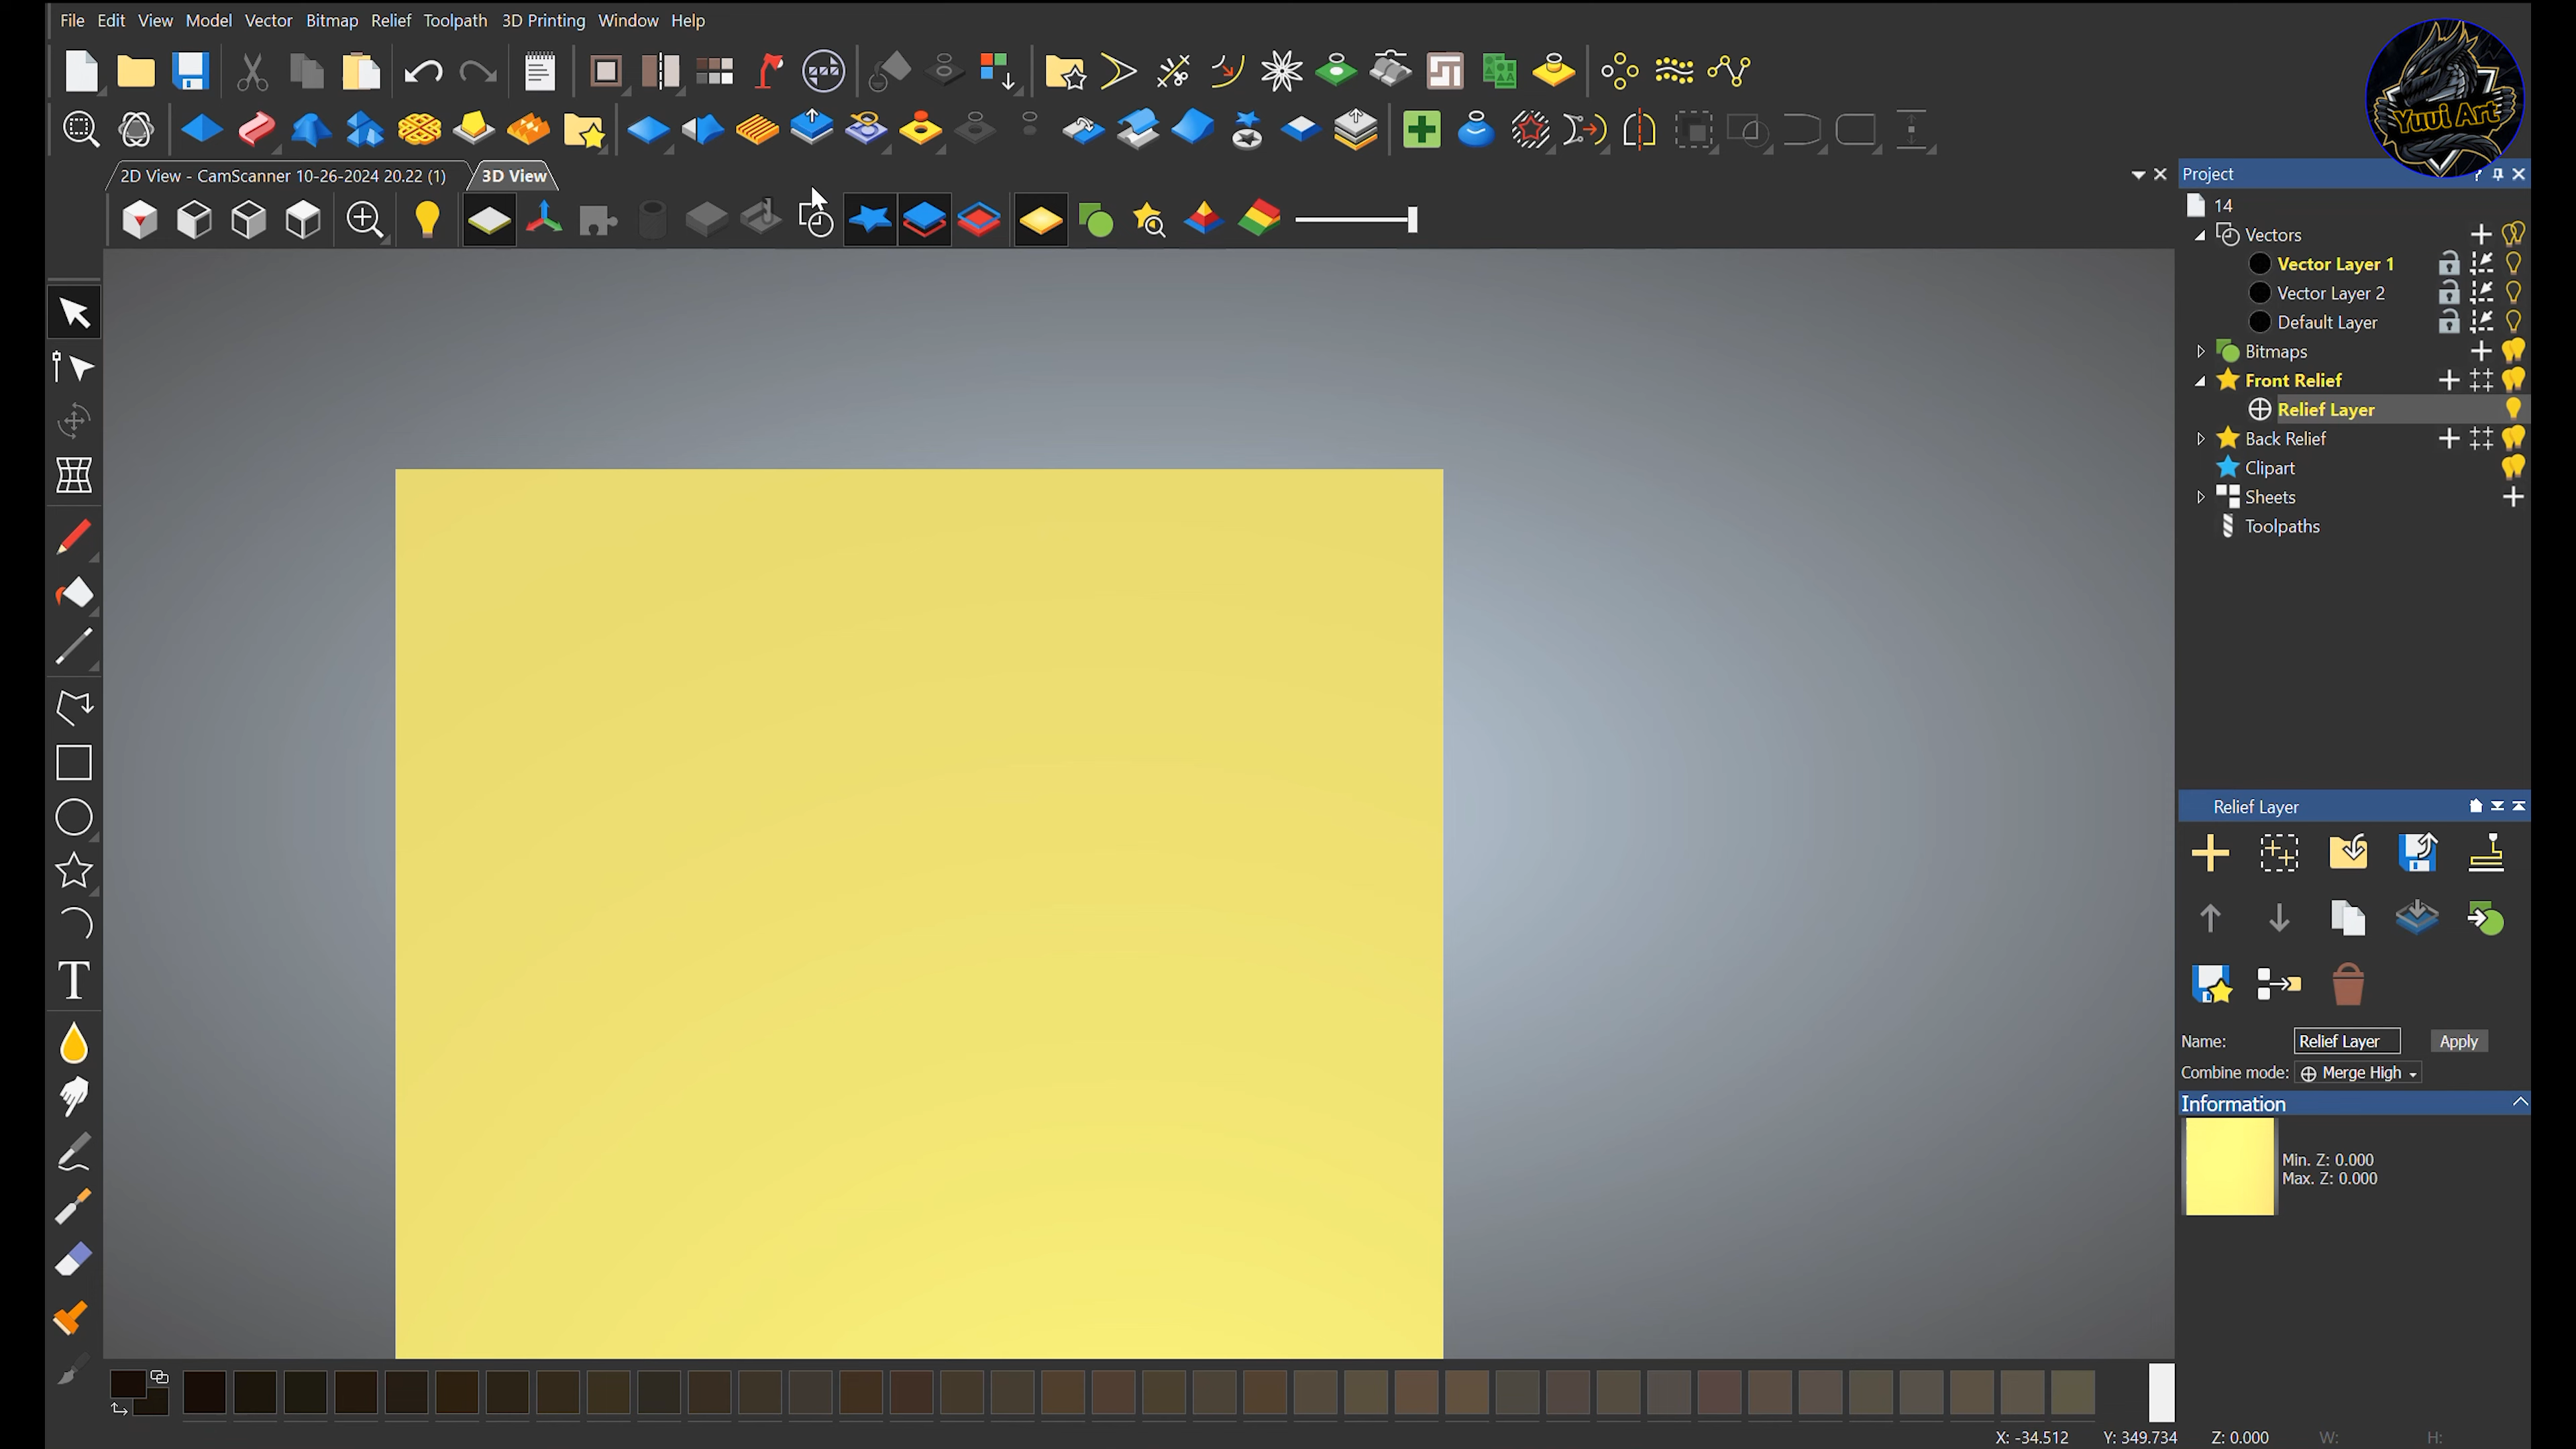 File Edit View Model Vector Bitmap Relief Toolpath 3D Printing Window Help
Yuvi Art
2D View - CamScanner 10-26-2024 20.22 (1)
3D View
Project
14
Vectors
Vector Layer 1
Vector Layer 2
Default Layer
Bitmaps
Front Relief
Relief Layer
Back Relief
Clipart
Sheets
Toolpaths
Relief Layer
Name: Relief Layer Apply
Combine mode: Merge High
Information
Min. Z: 0.000
Max. Z: 0.000
X: -34.512 Y: 349.734 Z: 0.000 W: H: